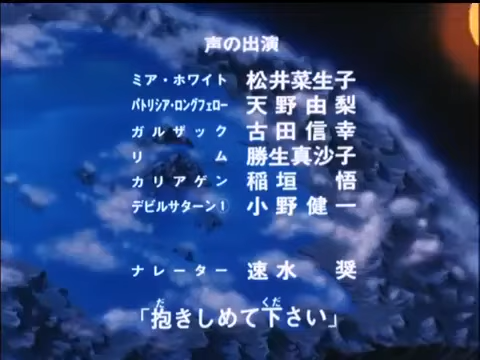 声の出演
ミア・ホワイト 松井菜生子
パトリシア・ロングフェロー 天野由梨
ガルザック 古田信幸
リム 勝生真沙子
カリアゲン 稲垣悟
デビルサターン① 小野健一
ナレーター 速水奨
「抱きしめて下さい」